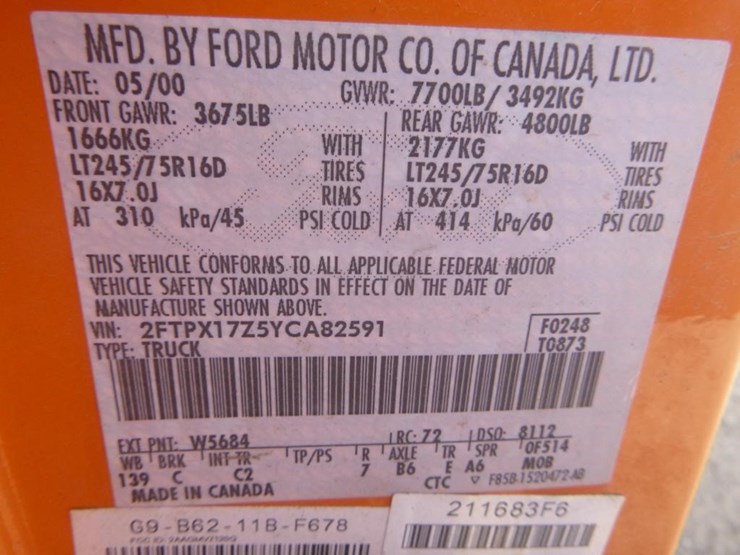 MFD. BY FORD MOTOR CO. OF CANADA, LTD.
DATE: 05/00 GVWR: 7700LB/ 3492KG
FRONT GAWR: 3675LB REAR GAWR: 4800LB
1666KG WITH 2177KG WITH
LT245/75R16D TIRES LT245/75R16D TIRES
16X7.0J RIMS 16X7.0J RIMS
AT 310 kPa/45 PSI COLD AT 414 kPa/60 PSI COLD
THIS VEHICLE CONFORMS TO ALL APPLICABLE FEDERAL MOTOR
VEHICLE SAFETY STANDARDS IN EFFECT ON THE DATE OF
MANUFACTURE SHOWN ABOVE.
VIN: 2FTPX17Z5YCA82591 F0248
TYPE: TRUCK T0873
EXT PNT: W5684 RC: 72 DSO: 8112
WB BRK INT TR TP/PS R AXLE TR SPR OF514
139 C C2 7 B6 E A6 MOB
MADE IN CANADA CTC F85B-1520472-AB
G9-B62-11B-F678 211683F6